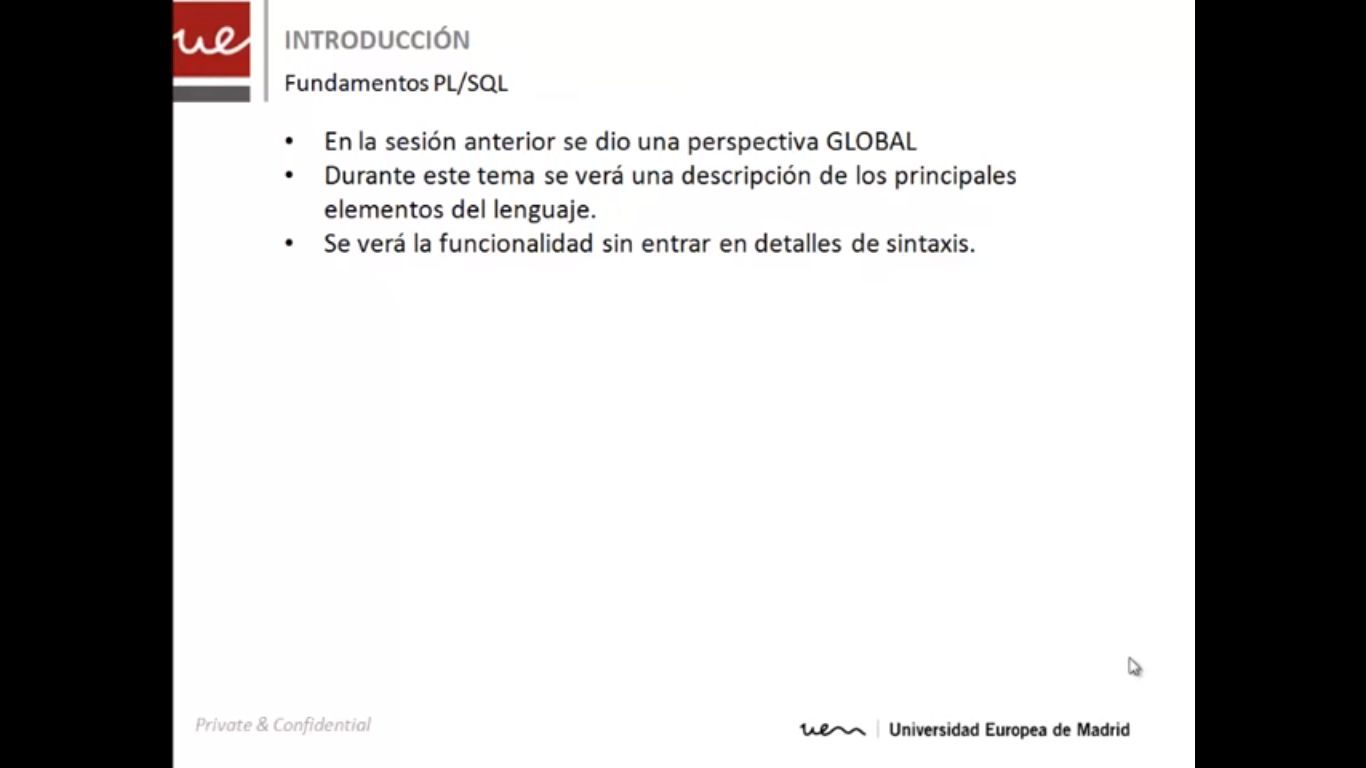 ue
INTRODUCCIÓN
Fundamentos PL/SQL
• En la sesión anterior se dio una perspectiva GLOBAL
• Durante este tema se verá una descripción de los principales
elementos del lenguaje.
• Se verá la funcionalidad sin entrar en detalles de sintaxis.
Private & Confidential
uem Universidad Europea de Madrid